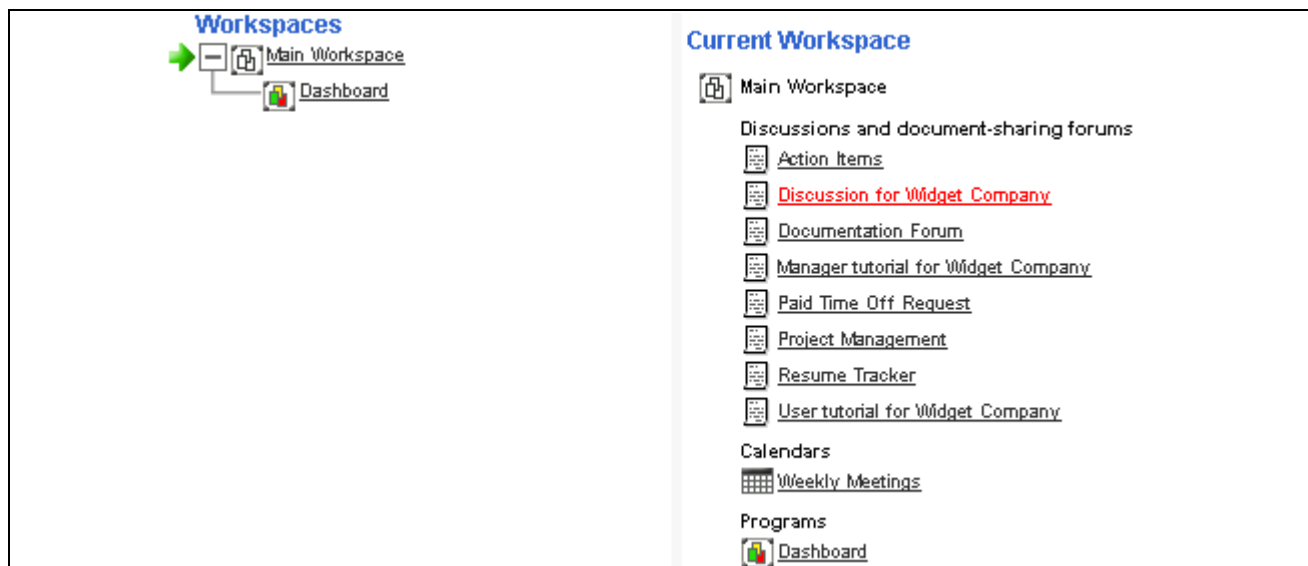 Workspaces
Main Workspace
Dashboard
Current Workspace
Main Workspace
Discussions and document-sharing forums
Action Items
Discussion for Widget Company
Documentation Forum
Manager tutorial for Widget Company
Paid Time Off Request
Project Management
Resume Tracker
User tutorial for Widget Company
Calendars
Weekly Meetings
Programs
Dashboard